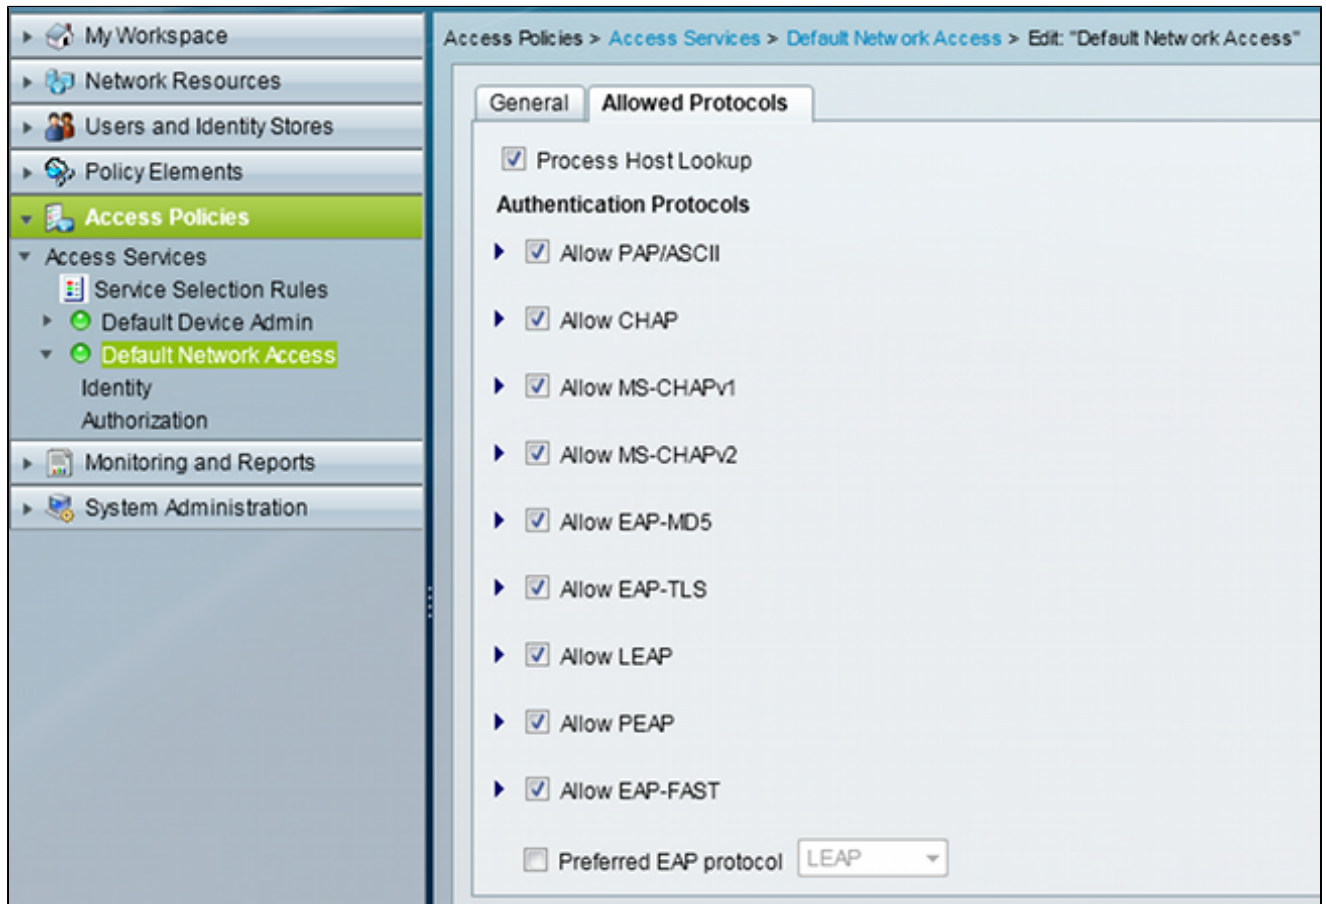 My Workspace
Network Resources
Users and Identity Stores
Policy Elements
Access Policies
Access Services
Service Selection Rules
Default Device Admin
Default Network Access
Identity
Authorization
Monitoring and Reports
System Administration
Access Policies > Access Services > Default Network Access > Edit: "Default Network Access"
General Allowed Protocols
Process Host Lookup
Authentication Protocols
Allow PAP/ASCII
Allow CHAP
Allow MS-CHAPv1
Allow MS-CHAPv2
Allow EAP-MD5
Allow EAP-TLS
Allow LEAP
Allow PEAP
Allow EAP-FAST
Preferred EAP protocol LEAP